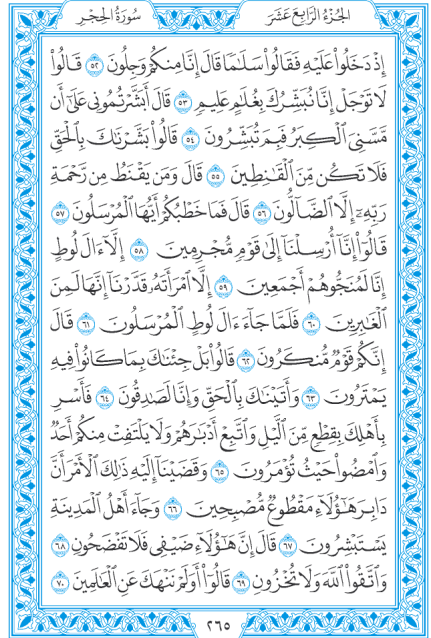 الجُزْءُ الرَّابِعَ عَشَرَ
سُورَةُ الحِجْرِ
إِذْ دَخَلُوا۟ عَلَيْهِ فَقَالُوا۟ سَلَـٰمًا قَالَ إِنَّا مِنكُمْ وَجِلُونَ ٥٢ قَالُوا۟
لَا تَوْجَلْ إِنَّا نُبَشِّرُكَ بِغُلَـٰمٍ عَلِيمٍ ٥٣ قَالَ أَبَشَّرْتُمُونِى عَلَىٰٓ أَن
مَّسَّنِىَ ٱلْكِبَرُ فَبِمَ تُبَشِّرُونَ ٥٤ قَالُوا۟ بَشَّرْنَـٰكَ بِٱلْحَقِّ
فَلَا تَكُن مِّنَ ٱلْقَـٰنِطِينَ ٥٥ قَالَ وَمَن يَقْنَطُ مِن رَّحْمَةِ
رَبِّهِۦٓ إِلَّا ٱلضَّآلُّونَ ٥٦ قَالَ فَمَا خَطْبُكُمْ أَيُّهَا ٱلْمُرْسَلُونَ ٥٧
قَالُوٓا۟ إِنَّآ أُرْسِلْنَآ إِلَىٰ قَوْمٍ مُّجْرِمِينَ ٥٨ إِلَّآ ءَالَ لُوطٍ
إِنَّا لَمُنَجُّوهُمْ أَجْمَعِينَ ٥٩ إِلَّا ٱمْرَأَتَهُۥ قَدَّرْنَآ إِنَّهَا لَمِنَ
ٱلْغَـٰبِرِينَ ٦٠ فَلَمَّا جَآءَ ءَالَ لُوطٍ ٱلْمُرْسَلُونَ ٦١ قَالَ
إِنَّكُمْ قَوْمٌ مُّنكَرُونَ ٦٢ قَالُوا۟ بَلْ جِئْنَـٰكَ بِمَا كَانُوا۟ فِيهِ
يَمْتَرُونَ ٦٣ وَأَتَيْنَـٰكَ بِٱلْحَقِّ وَإِنَّا لَصَـٰدِقُونَ ٦٤ فَأَسْرِ
بِأَهْلِكَ بِقِطْعٍ مِّنَ ٱلَّيْلِ وَٱتَّبِعْ أَدْبَـٰرَهُمْ وَلَا يَلْتَفِتْ مِنكُمْ أَحَدٌ
وَٱمْضُوا۟ حَيْثُ تُؤْمَرُونَ ٦٥ وَقَضَيْنَآ إِلَيْهِ ذَٰلِكَ ٱلْأَمْرَ أَنَّ
دَابِرَ هَـٰٓؤُلَآءِ مَقْطُوعٌ مُّصْبِحِينَ ٦٦ وَجَآءَ أَهْلُ ٱلْمَدِينَةِ
يَسْتَبْشِرُونَ ٦٧ قَالَ إِنَّ هَـٰٓؤُلَآءِ ضَيْفِى فَلَا تَفْضَحُونِ ٦٨
وَٱتَّقُوا۟ ٱللَّهَ وَلَا تُخْزُونِ ٦٩ قَالُوٓا۟ أَوَلَمْ نَنْهَكَ عَنِ ٱلْعَـٰلَمِينَ ٧٠
٢٦٥